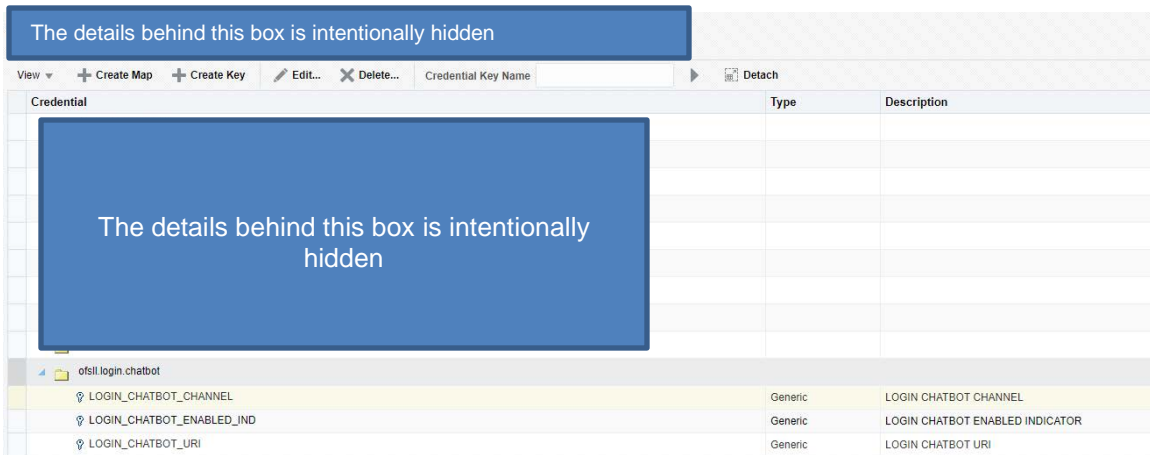 The details behind this box is intentionally hidden
View Create Map Create Key Edit... Delete... Credential Key Name Detach
Credential Type Description
The details behind this box is intentionally
hidden
ofsll.login.chatbot
LOGIN_CHATBOT_CHANNEL Generic LOGIN CHATBOT CHANNEL
LOGIN_CHATBOT_ENABLED_IND Generic LOGIN CHATBOT ENABLED INDICATOR
LOGIN_CHATBOT_URI Generic LOGIN CHATBOT URI